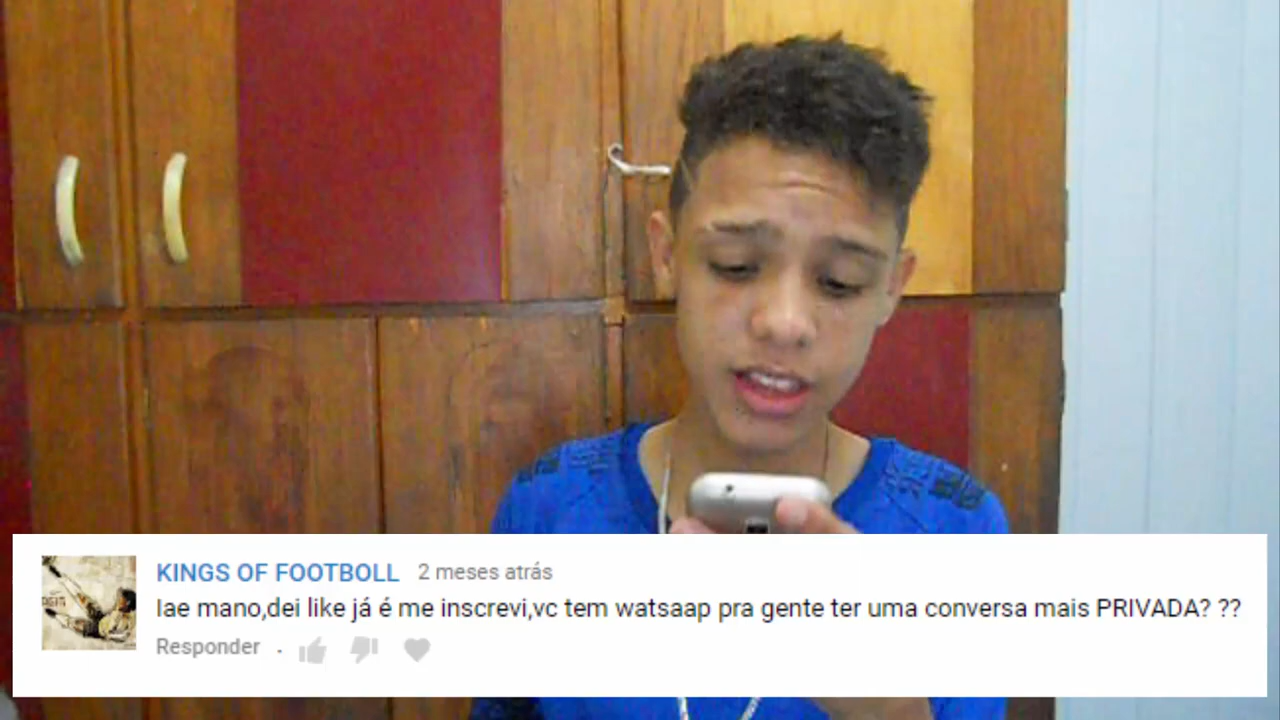 KINGS OF FOOTBOLL 2 meses atrás
Iae mano,dei like já é me inscrevi,vc tem watsaap pra gente ter uma conversa mais PRIVADA? ??
Responder